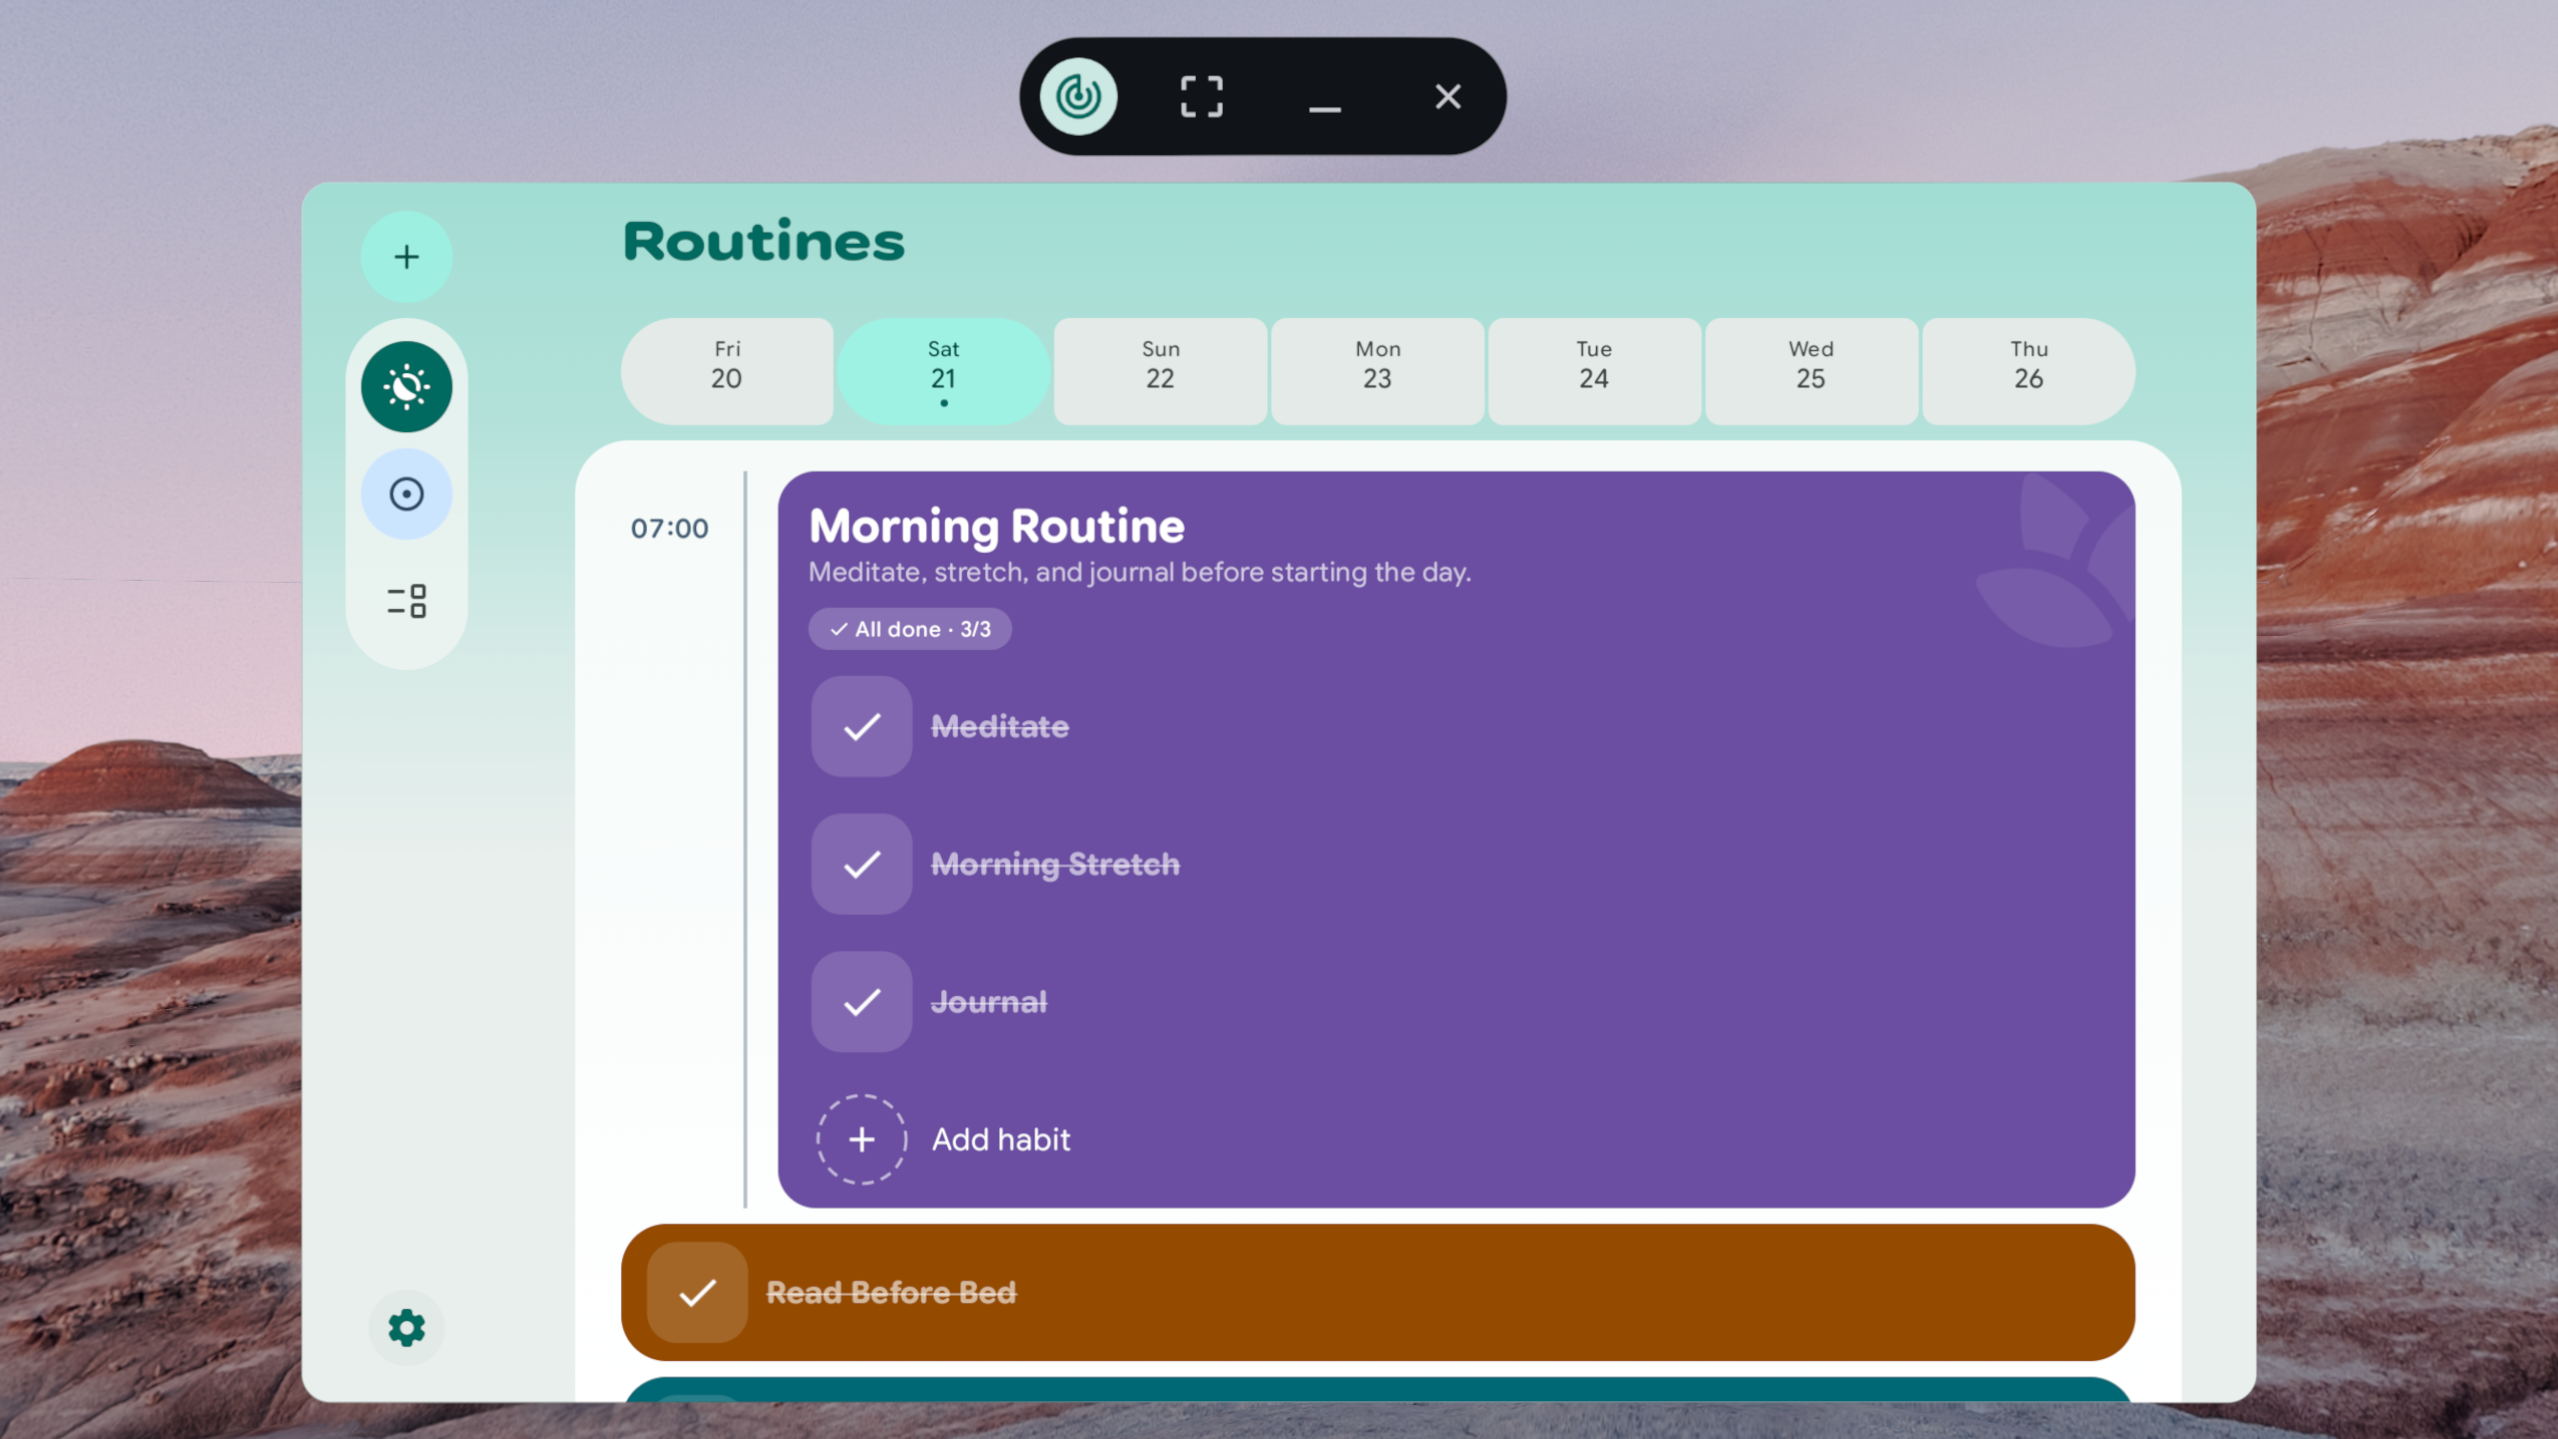 Routines
Fri
20
Sat
21
Sun
22
Mon
23
Tue
24
Wed
25
Thu
26
07:00
Morning Routine
Meditate, stretch, and journal before starting the day.
All done · 3/3
Meditate
Morning Stretch
Journal
Add habit
Read Before Bed